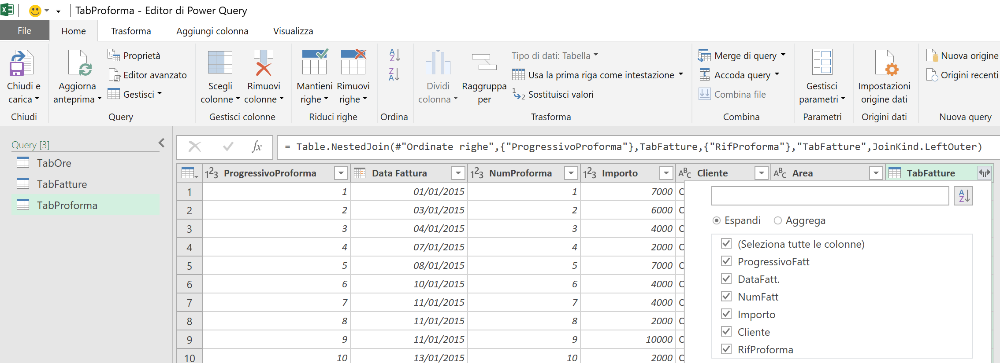 TabProforma - Editor di Power Query
File Home Trasforma Aggiungi colonna Visualizza
Chiudi e carica
Chiudi
Aggiorna anteprima
Proprietà
Editor avanzato
Gestisci
Query
Scegli colonne
Rimuovi colonne
Gestisci colonne
Mantieni righe
Rimuovi righe
Riduci righe
Ordina
Dividi colonna
Raggruppa per
Tipo di dati: Tabella
Usa la prima riga come intestazione
Sostituisci valori
Trasforma
Merge di query
Accoda query
Combina file
Combina
Gestisci parametri
Parametri
Impostazioni origine dati
Origini dati
Nuova origine
Origini recenti
Nuova query
Query [3]
TabOre
TabFatture
TabProforma
fx = Table.NestedJoin(#"Ordinate righe",{"ProgressivoProforma"},TabFatture,{"RifProforma"},"TabFatture",JoinKind.LeftOuter)
ProgressivoProforma Data Fattura NumProforma Importo Cliente Area TabFatture
1 1 01/01/2015 1 7000 C
2 2 03/01/2015 2 6000 C
3 3 04/01/2015 3 4000 C
4 4 07/01/2015 4 2000 C
5 5 08/01/2015 5 7000 C
6 6 10/01/2015 6 4000 C
7 7 11/01/2015 7 4000 C
8 8 11/01/2015 8 2000 C
9 9 11/01/2015 9 10000 C
10 10 13/01/2015 10 2000 C
Espandi Aggrega
(Seleziona tutte le colonne)
ProgressivoFatt
DataFatt.
NumFatt
Importo
Cliente
RifProforma